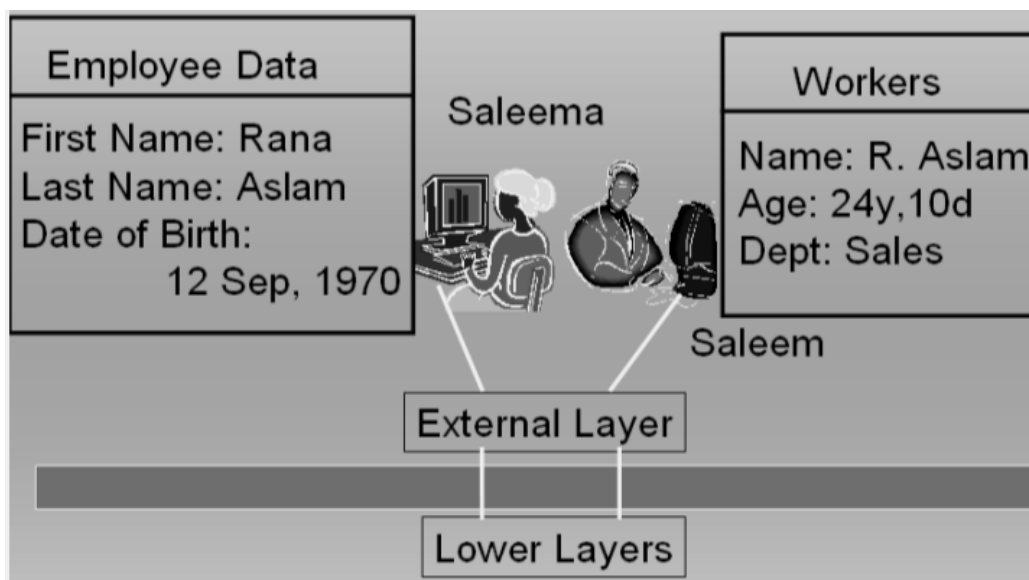 Employee Data
First Name: Rana
Last Name: Aslam
Date of Birth:
12 Sep, 1970
Saleema
Workers
Name: R. Aslam
Age: 24y,10d
Dept: Sales
Saleem
External Layer
Lower Layers